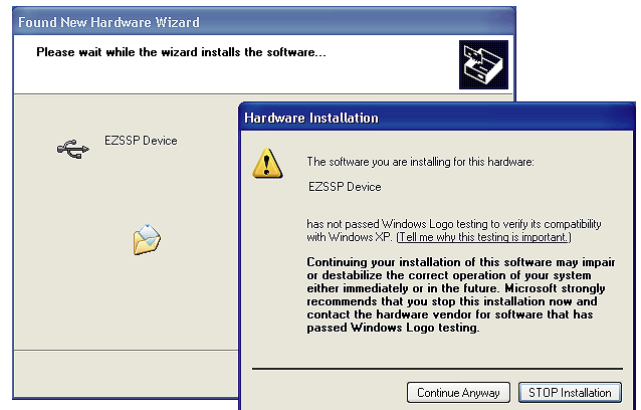 Found New Hardware Wizard
Please wait while the wizard installs the software...
EZSSP Device
Hardware Installation
The software you are installing for this hardware:
EZSSP Device
has not passed Windows Logo testing to verify its compatibility
with Windows XP. (Tell me why this testing is important.)
Continuing your installation of this software may impair
or destabilize the correct operation of your system
either immediately or in the future. Microsoft strongly
recommends that you stop this installation now and
contact the hardware vendor for software that has
passed Windows Logo testing.
Continue Anyway
STOP Installation